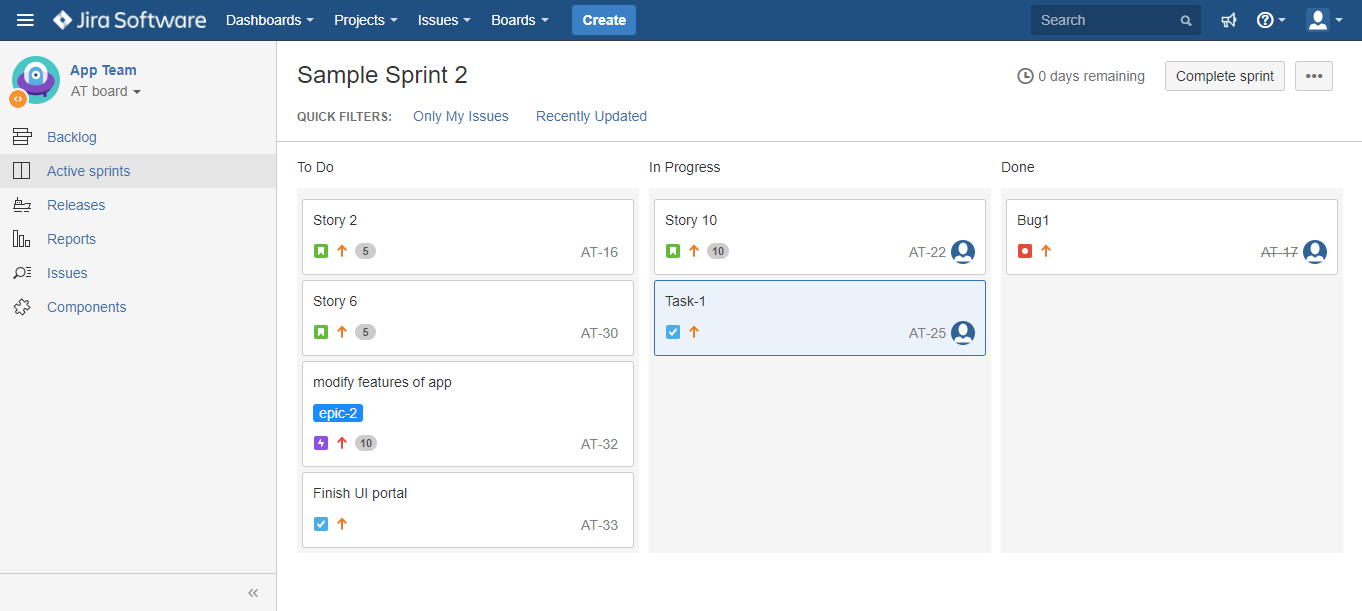 Jira Software Dashboards Projects Issues Boards Create Search
App Team
AT board
Backlog
Active sprints
Releases
Reports
Issues
Components
Sample Sprint 2
0 days remaining Complete sprint
QUICK FILTERS: Only My Issues Recently Updated
To Do
Story 2
5 AT-16
Story 6
5 AT-30
modify features of app
epic-2
10 AT-32
Finish UI portal
AT-33
In Progress
Story 10
10 AT-22
Task-1
AT-25
Done
Bug1
AT-17